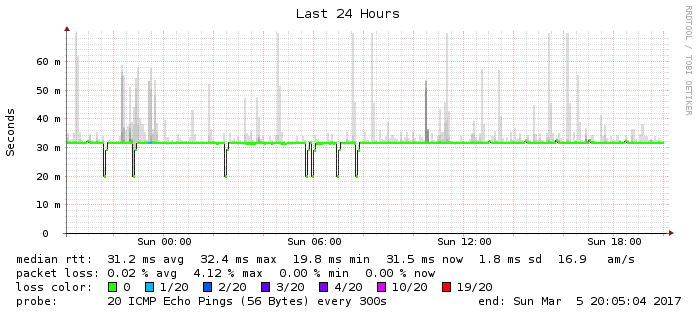 Last 24 Hours
RRDTOOL / TOBI OETIKER
Seconds
60 m
50 m
40 m
30 m
20 m
10 m
0
Sun 00:00 Sun 06:00 Sun 12:00 Sun 18:00
median rtt: 31.2 ms avg 32.4 ms max 19.8 ms min 31.5 ms now 1.8 ms sd 16.9 am/s
packet loss: 0.02 % avg 4.12 % max 0.00 % min 0.00 % now
loss color: 0 1/20 2/20 3/20 4/20 10/20 19/20
probe: 20 ICMP Echo Pings (56 Bytes) every 300s end: Sun Mar 5 20:05:04 2017